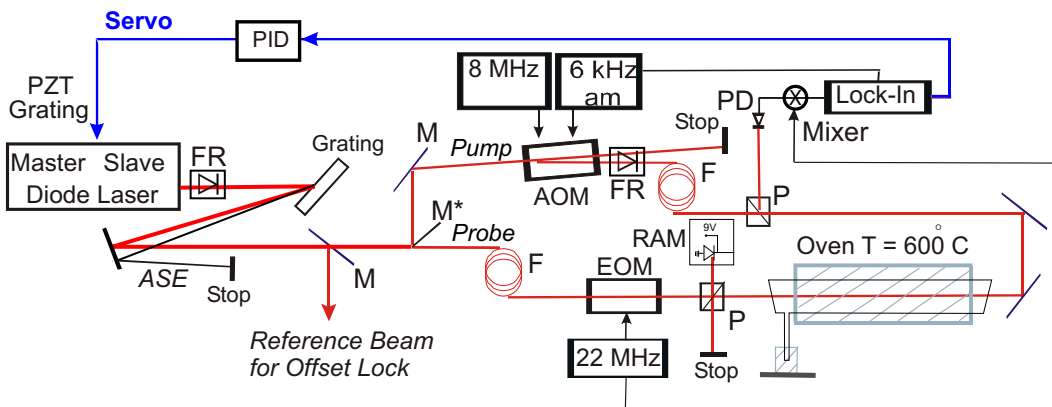 Servo
PID
PZT
Grating
8 MHz
6 kHz
am
Lock-In
PD
Mixer
Stop
Master Slave
Diode Laser
FR
Grating
M
Pump
AOM
FR
F
P
M*
Probe
RAM
9V
Oven T = 600°C
ASE
Stop
M
F
EOM
P
Reference Beam
for Offset Lock
22 MHz
Stop